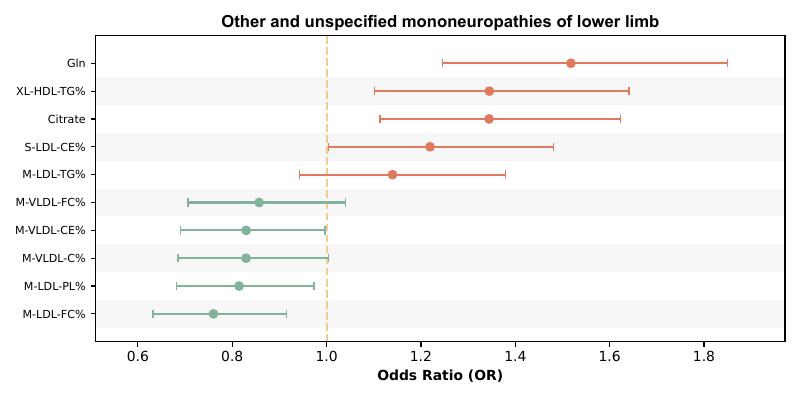 Other and unspecified mononeuropathies of lower limb
Gln
XL-HDL-TG%
Citrate
S-LDL-CE%
M-LDL-TG%
M-VLDL-FC%
M-VLDL-CE%
M-VLDL-C%
M-LDL-PL%
M-LDL-FC%
0.6 0.8 1.0 1.2 1.4 1.6 1.8
Odds Ratio (OR)